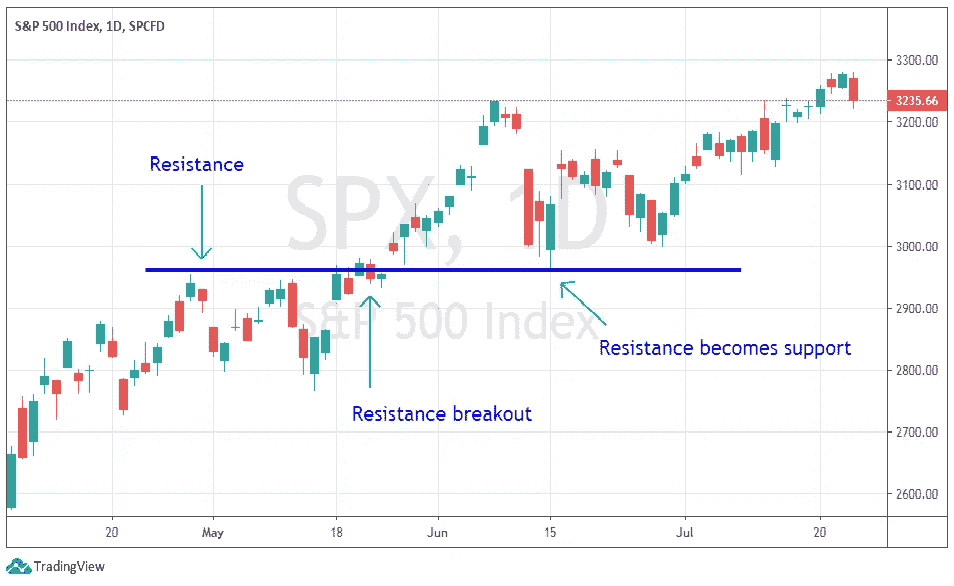 S&P 500 Index, 1D, SPCFD
3300.00
3235.66
3200.00
Resistance
SPX, 1D
3100.00
3000.00
2900.00
S&P 500 Index
Resistance becomes support
2800.00
Resistance breakout
2700.00
2600.00
20 May 18 Jun 15 Jul 20
TradingView